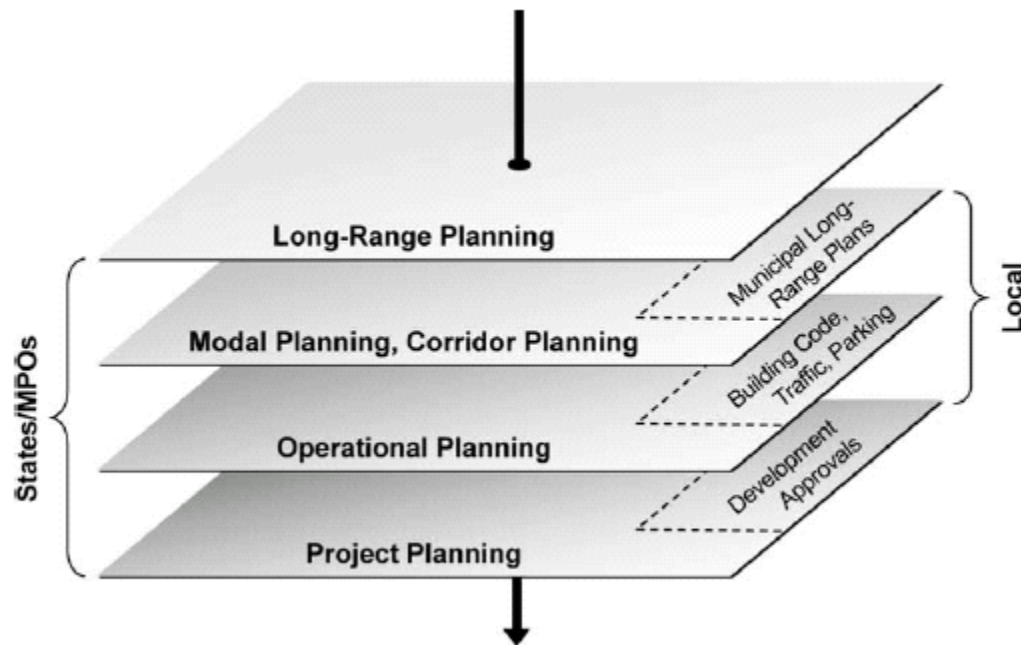 Long-Range Planning
Municipal Long-
Range Plans
Modal Planning, Corridor Planning
Building Code,
Traffic, Parking
Operational Planning
Development
Approvals
Project Planning
States/MPOs
Local